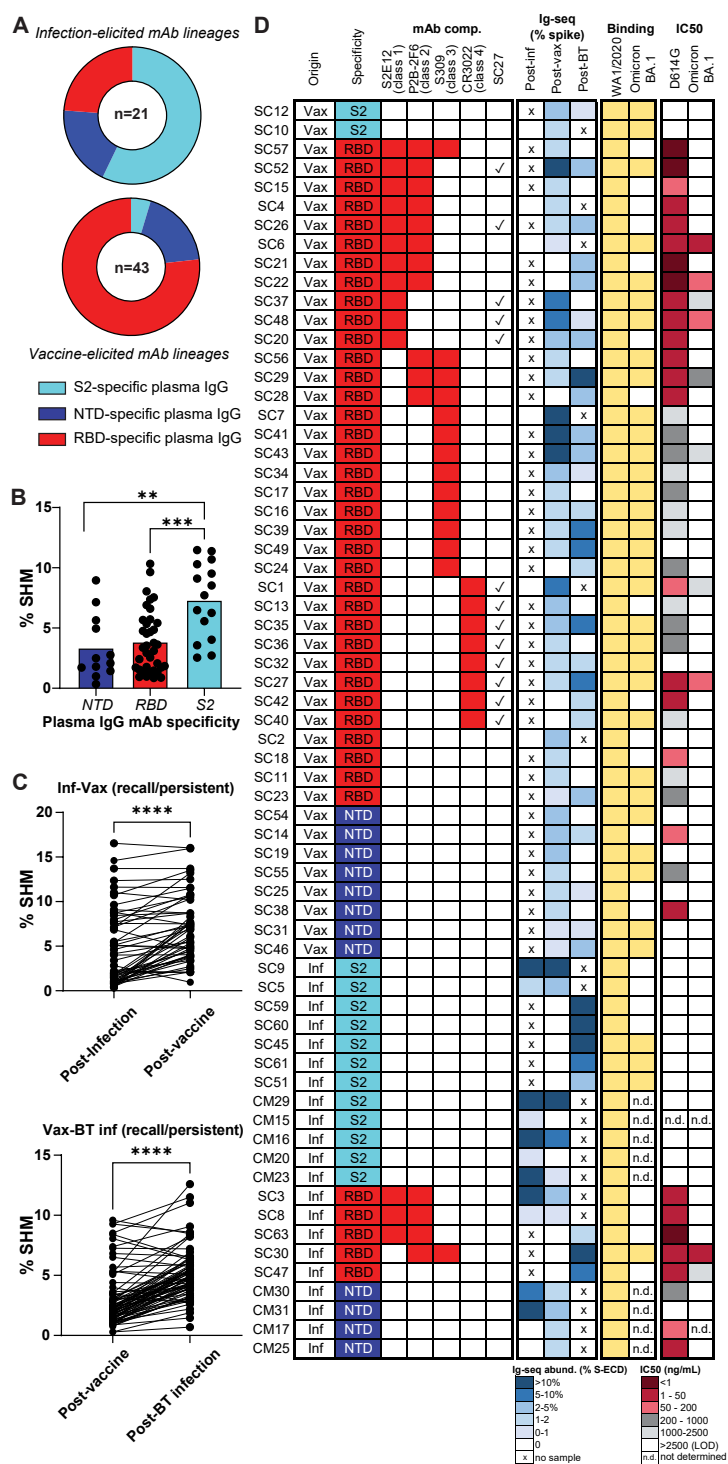 A
Infection-elicited mAb lineages
n=21
n=43
Vaccine-elicited mAb lineages
S2-specific plasma IgG
NTD-specific plasma IgG
RBD-specific plasma IgG
B
**
***
% SHM
15
10
5
0
NTD RBD S2
Plasma IgG mAb specificity
C
Inf-Vax (recall/persistent)
****
% SHM
20
15
10
5
0
Post-Infection
Post-vaccine
Vax-BT inf (recall/persistent)
****
% SHM
15
10
5
0
Post-vaccine
Post-BT infection
D
mAb comp.
Ig-seq
(% spike)
Binding
IC50
Origin
Specificity
S2E12
(class 1)
P2B-2F6
(class 2)
S309
(class 3)
CR3022
(class 4)
SC27
Post-inf
Post-vax
Post-BT
WA1/2020
Omicron
BA.1
D614G
Omicron
BA.1
SC12 Vax S2 x
SC10 Vax S2 x
SC57 Vax RBD x
SC52 Vax RBD ✓ x
SC15 Vax RBD x
SC4 Vax RBD x
SC26 Vax RBD ✓ x
SC6 Vax RBD x
SC21 Vax RBD x
SC22 Vax RBD x
SC37 Vax RBD ✓ x
SC48 Vax RBD ✓ x
SC20 Vax RBD ✓ x
SC56 Vax RBD x
SC29 Vax RBD x
SC28 Vax RBD x
SC7 Vax RBD x
SC41 Vax RBD x
SC43 Vax RBD x
SC34 Vax RBD x
SC17 Vax RBD x
SC16 Vax RBD x
SC39 Vax RBD x
SC49 Vax RBD x
SC24 Vax RBD x
SC1 Vax RBD ✓ x
SC13 Vax RBD ✓ x
SC35 Vax RBD ✓ x
SC36 Vax RBD ✓ x
SC32 Vax RBD ✓ x
SC27 Vax RBD ✓ x
SC42 Vax RBD ✓ x
SC40 Vax RBD ✓ x
SC2 Vax RBD x
SC18 Vax RBD x
SC11 Vax RBD x
SC23 Vax RBD x
SC54 Vax NTD x
SC14 Vax NTD x
SC19 Vax NTD x
SC55 Vax NTD x
SC25 Vax NTD x
SC38 Vax NTD x
SC31 Vax NTD x
SC46 Vax NTD x
SC9 Inf S2 x
SC5 Inf S2 x
SC59 Inf S2 x
SC60 Inf S2 x
SC45 Inf S2 x
SC61 Inf S2 x
SC51 Inf S2 x
CM29 Inf S2 x n.d.
CM15 Inf S2 x n.d. n.d. n.d.
CM16 Inf S2 x n.d.
CM20 Inf S2 x n.d.
CM23 Inf S2 x n.d.
SC3 Inf RBD x
SC8 Inf RBD x
SC63 Inf RBD x
SC30 Inf RBD x
SC47 Inf RBD x
CM30 Inf NTD x n.d.
CM31 Inf NTD x n.d.
CM17 Inf NTD x n.d. n.d.
CM25 Inf NTD x n.d.
Ig-seq abund. (% S-ECD)
>10%
5-10%
2-5%
1-2
0-1
0
x no sample
IC50 (ng/mL)
<1
1 - 50
50 - 200
200 - 1000
1000-2500
>2500 (LOD)
n.d. not determined